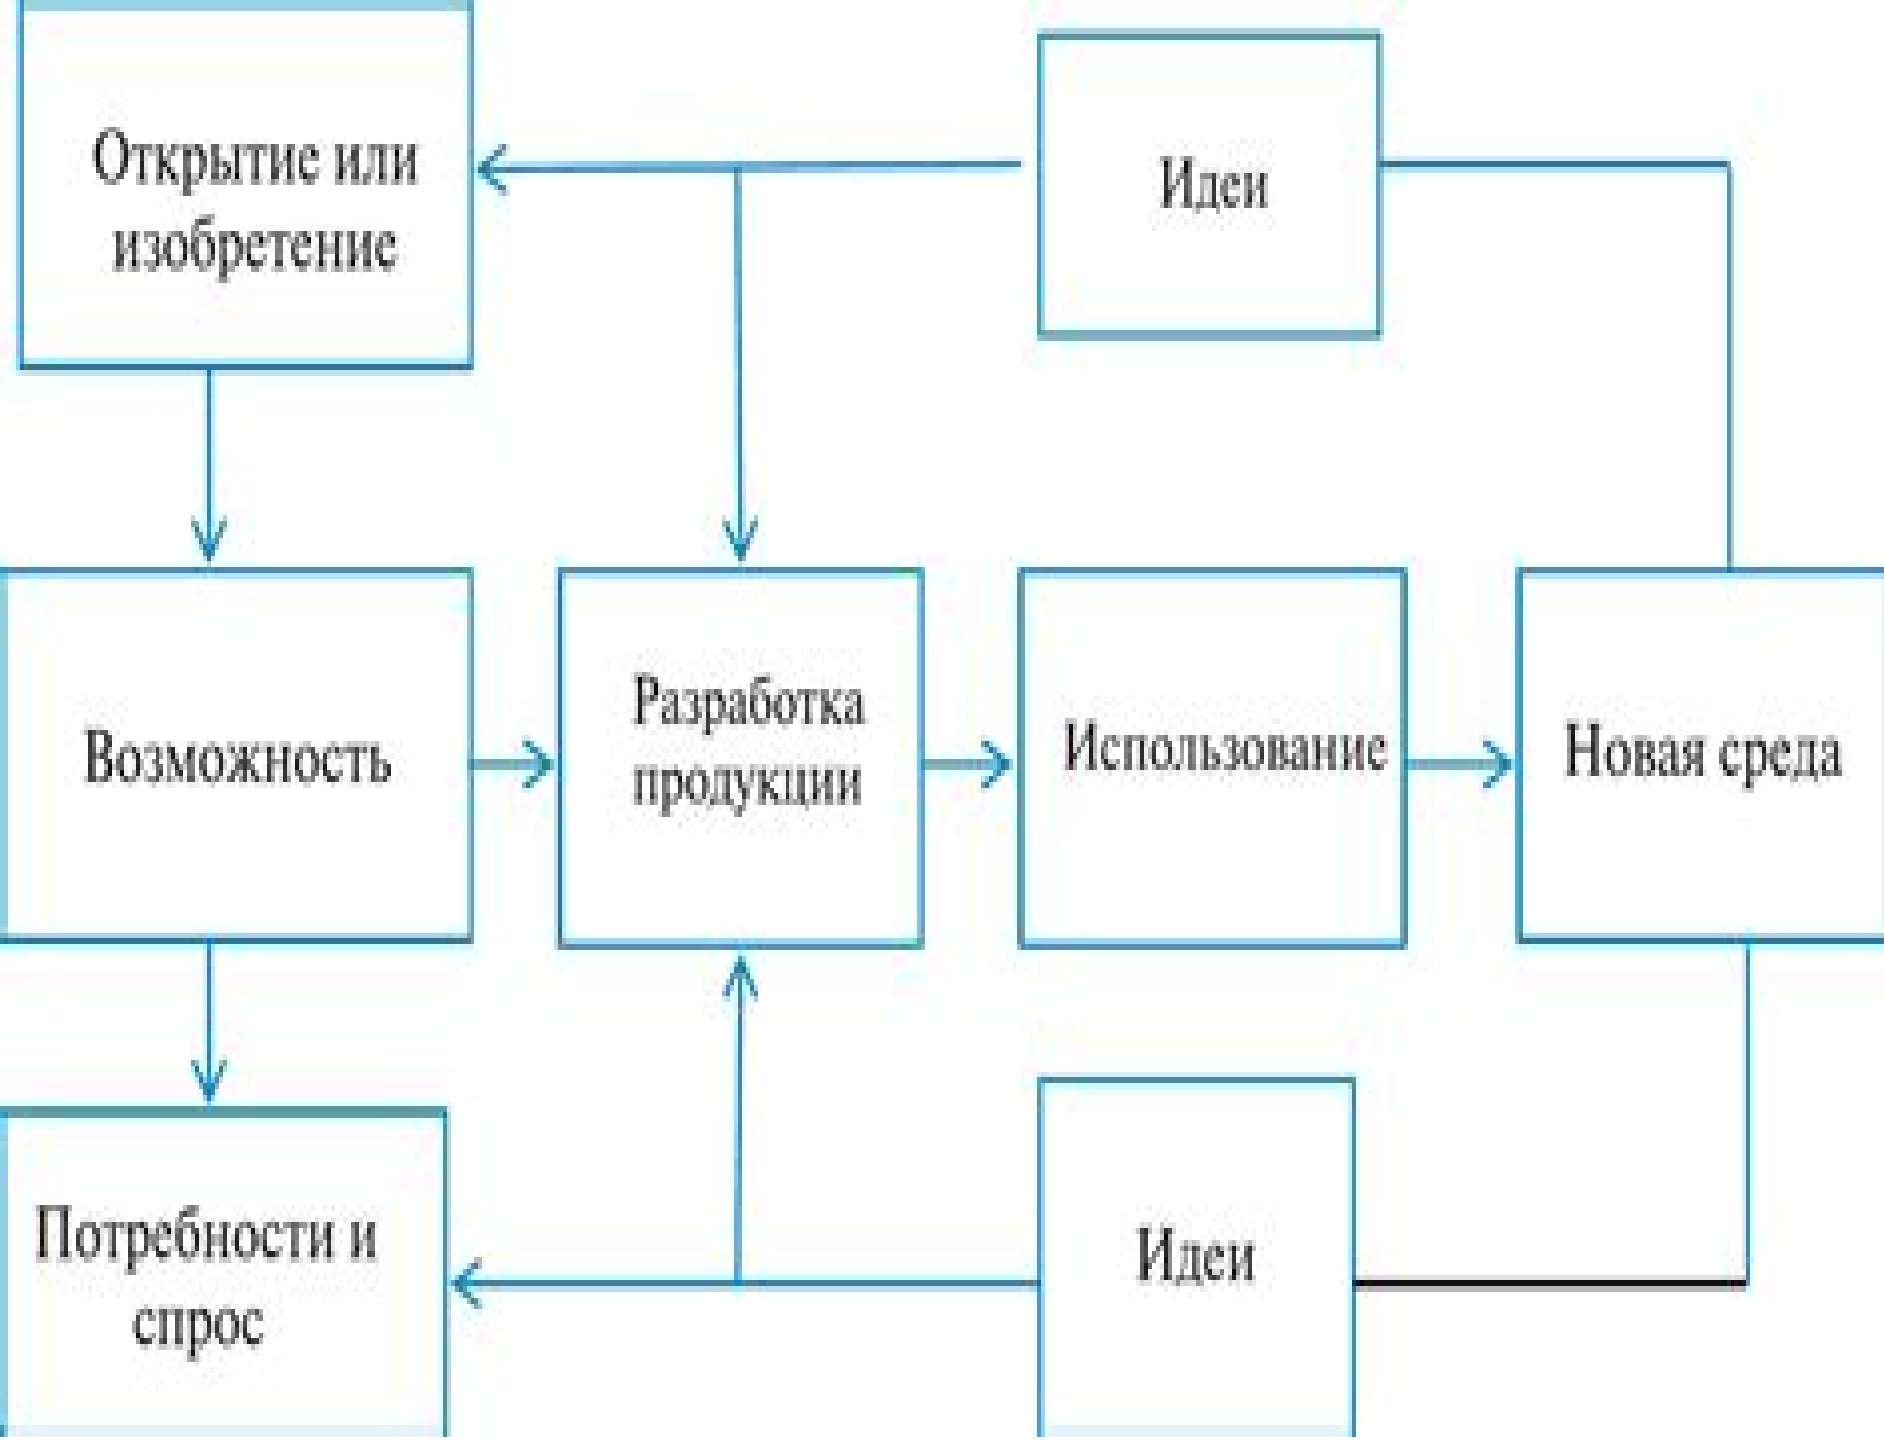 Открытие или
изобретение
Идеи
Возможность
Разработка
продукции
Использование
Новая среда
Потребности и
спрос
Идеи